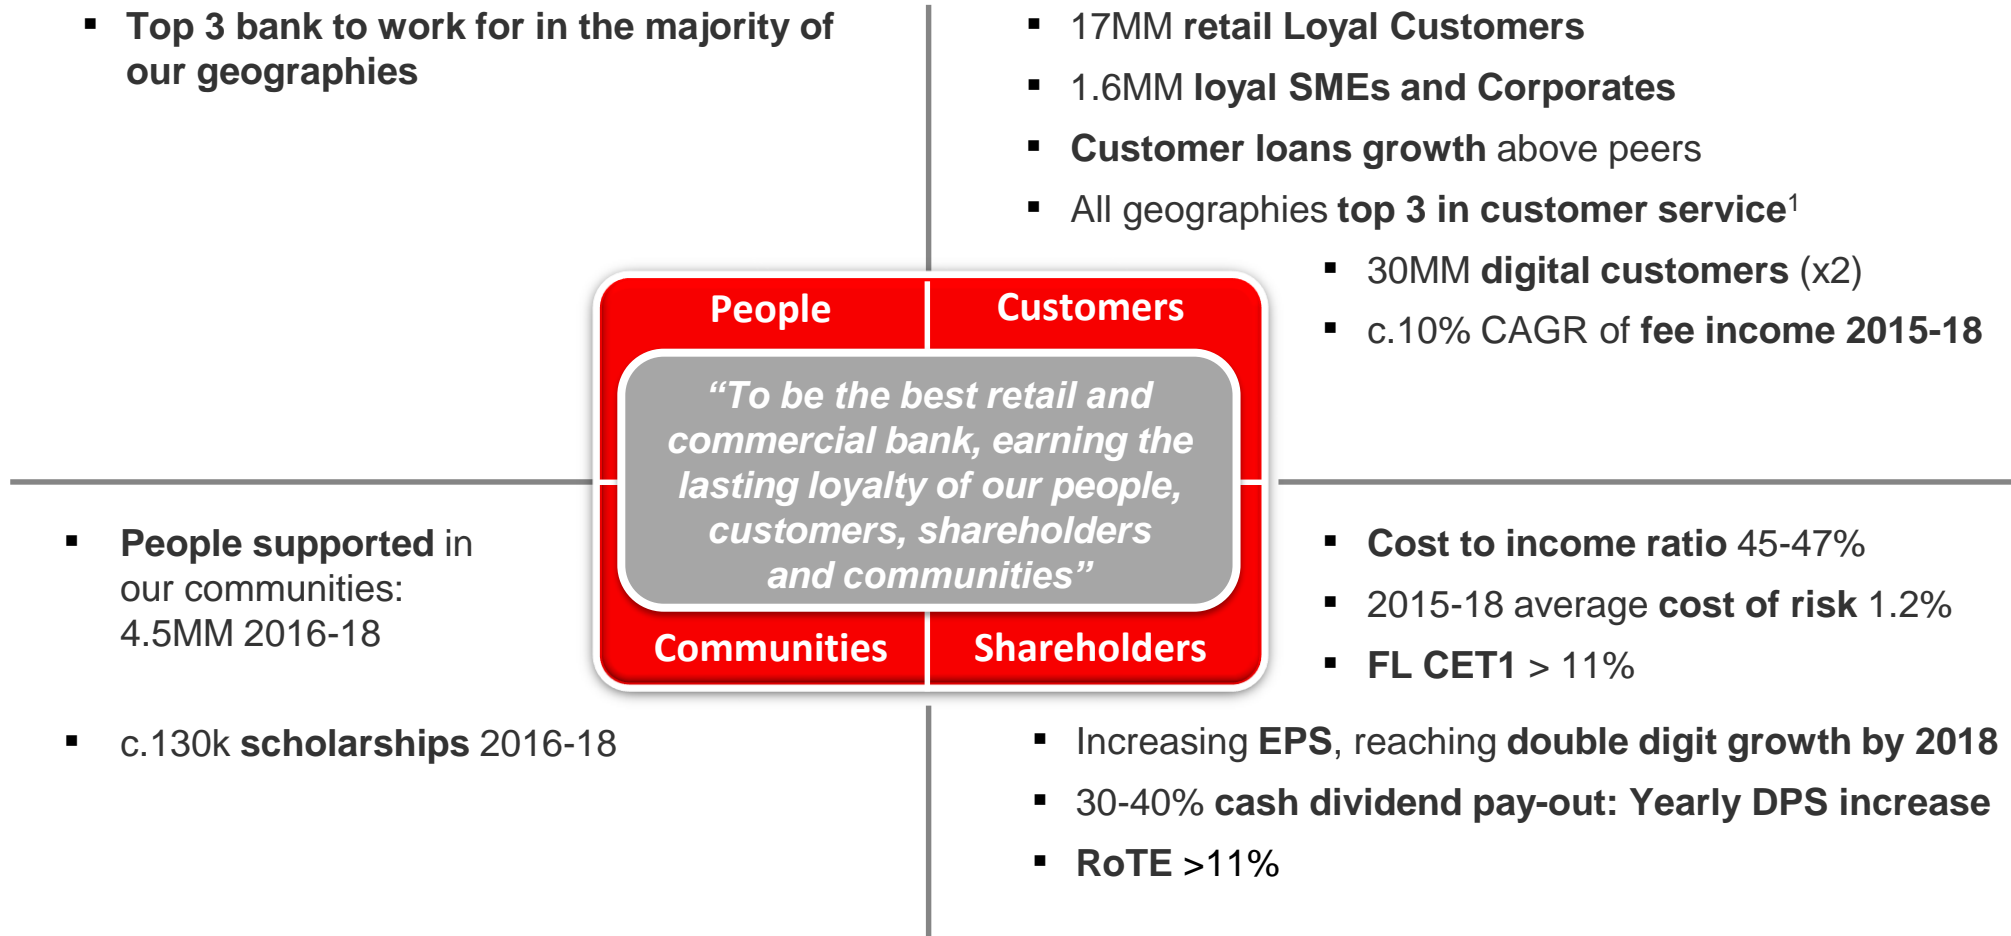 ▪ Top 3 bank to work for in the majority of
our geographies
▪ 17MM retail Loyal Customers
▪ 1.6MM loyal SMEs and Corporates
▪ Customer loans growth above peers
▪ All geographies top 3 in customer service1
▪ 30MM digital customers (x2)
▪ c.10% CAGR of fee income 2015-18
People
Customers
“To be the best retail and
commercial bank, earning the
lasting loyalty of our people,
customers, shareholders
and communities”
Communities
Shareholders
▪ People supported in
our communities:
4.5MM 2016-18
▪ c.130k scholarships 2016-18
▪ Cost to income ratio 45-47%
▪ 2015-18 average cost of risk 1.2%
▪ FL CET1 > 11%
▪ Increasing EPS, reaching double digit growth by 2018
▪ 30-40% cash dividend pay-out: Yearly DPS increase
▪ RoTE >11%